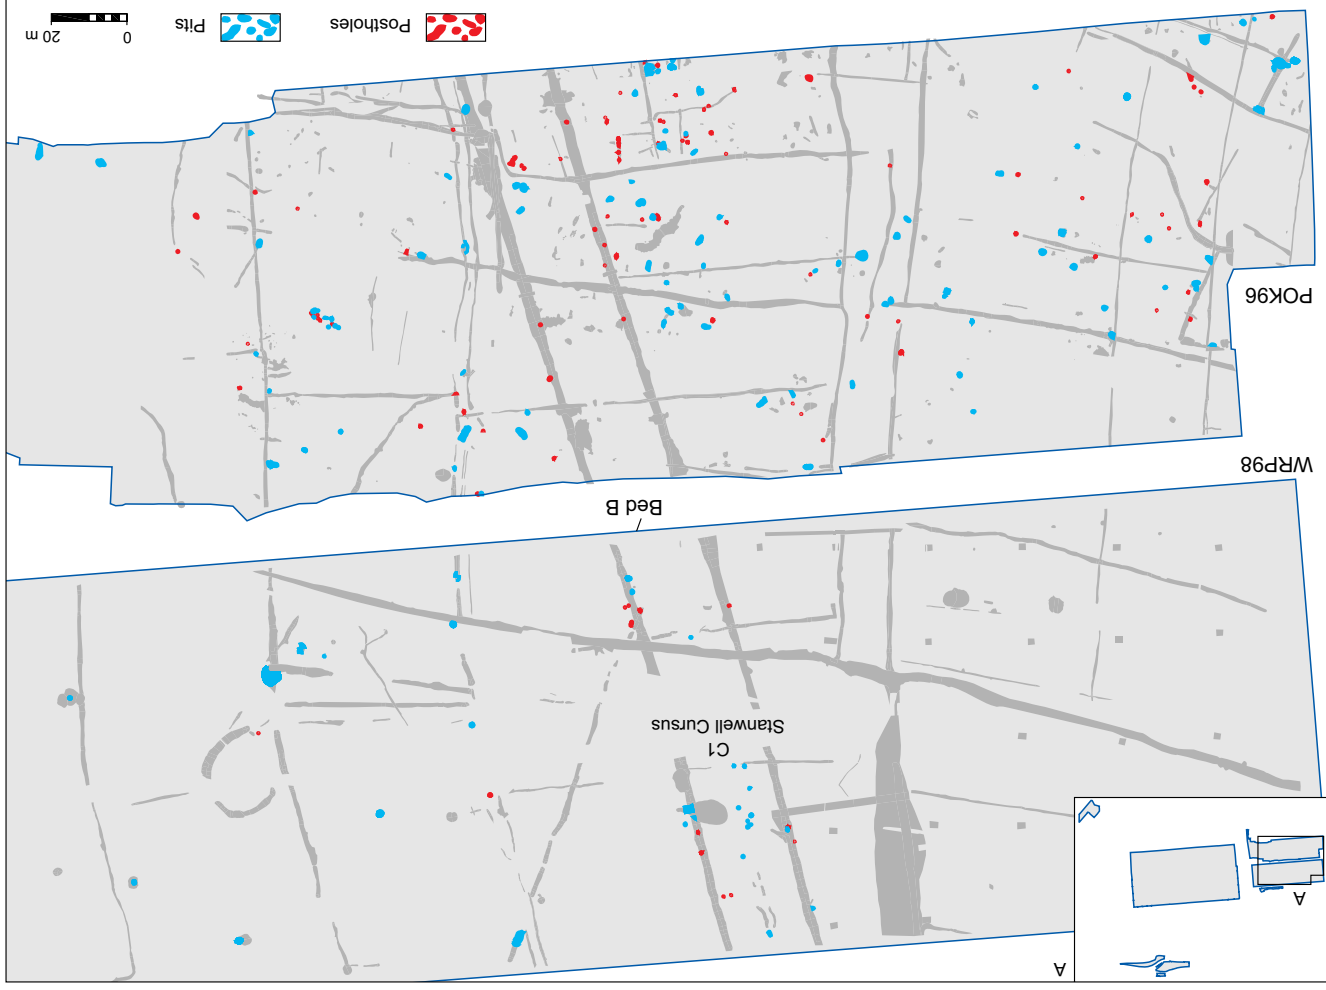 A
A
C1
Stanwell Cursus
Bed B
WRP98
POK96
Postholes
Pits
0
20 m